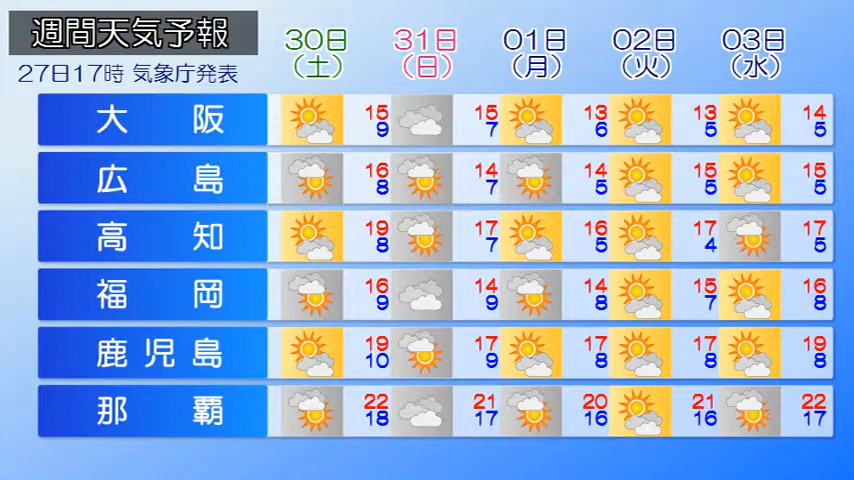 週間天気予報
27日17時 気象庁発表
30日 31日 01日 02日 03日
(土) (日) (月) (火) (水)
大阪 15 9 15 7 13 6 13 5 14 5
広島 16 8 14 7 14 5 15 5 15 5
高知 19 8 17 7 16 5 17 4 17 5
福岡 16 9 14 9 14 8 15 7 16 8
鹿児島 19 10 17 9 17 8 17 8 19 8
那覇 22 18 21 17 20 16 21 16 22 17